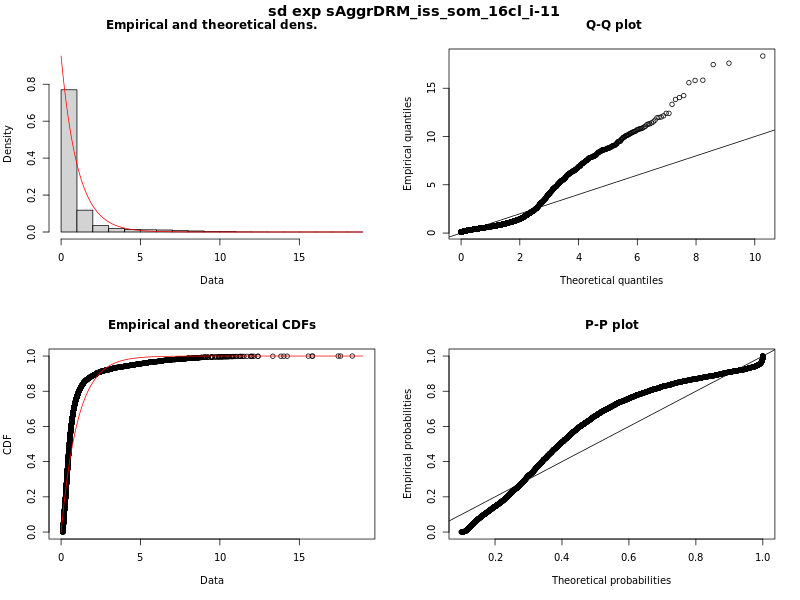 sd exp sAggrDRM_iss_som_16cl_i-11
Empirical and theoretical dens.
Density
0.0 0.2 0.4 0.6 0.8
0 5 10 15
Data
Q-Q plot
Empirical quantiles
0 5 10 15
0 2 4 6 8 10
Theoretical quantiles
Empirical and theoretical CDFs
CDF
0.0 0.2 0.4 0.6 0.8 1.0
0 5 10 15
Data
P-P plot
Empirical probabilities
0.0 0.2 0.4 0.6 0.8 1.0
0.2 0.4 0.6 0.8 1.0
Theoretical probabilities